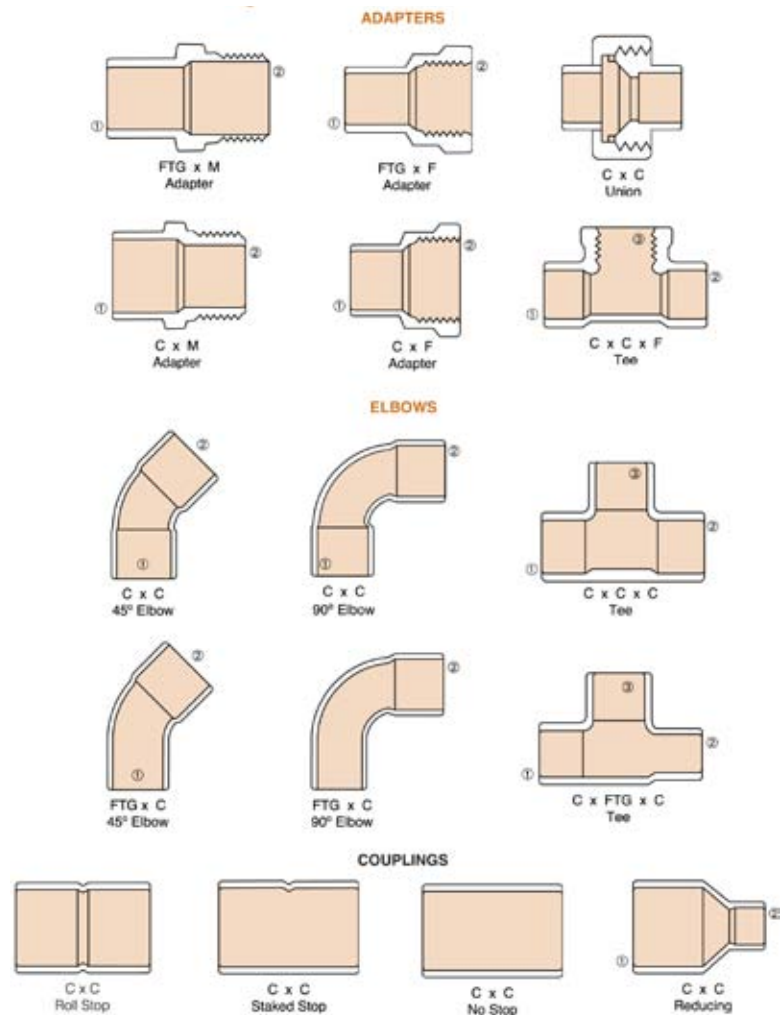 ADAPTERS
① ②
FTG x M
Adapter
① ②
FTG x F
Adapter
C x C
Union
① ②
C x M
Adapter
① ②
C x F
Adapter
① ② ③
C x C x F
Tee
ELBOWS
① ②
C x C
45° Elbow
① ②
C x C
90° Elbow
① ② ③
C x C x C
Tee
① ②
FTG x C
45° Elbow
②
FTG x C
90° Elbow
① ② ③
C x FTG x C
Tee
COUPLINGS
C x C
Roll Stop
C x C
Staked Stop
C x C
No Stop
① ②
C x C
Reducing